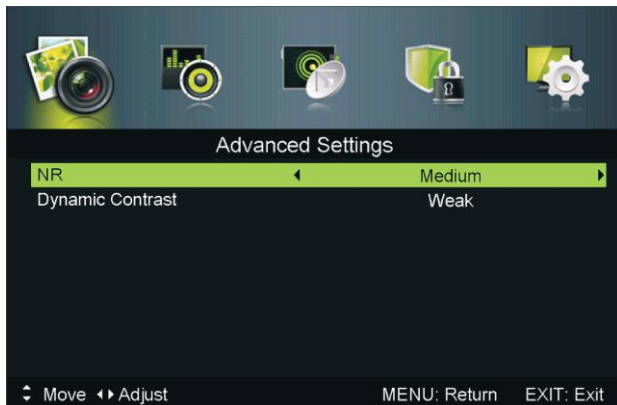 Advanced Settings
NR Medium
Dynamic Contrast Weak
Move Adjust MENU: Return EXIT: Exit